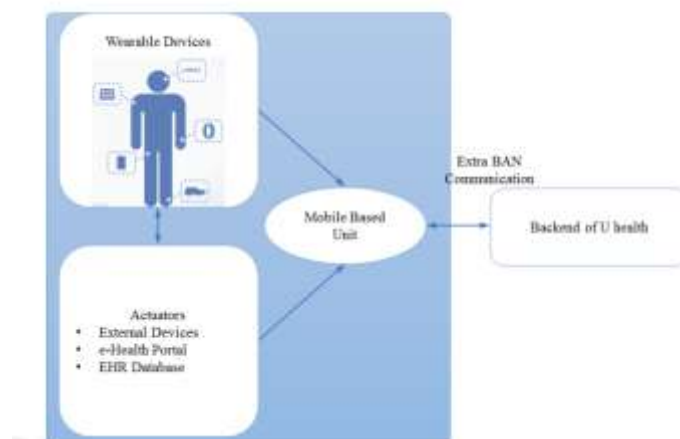 Wearable Devices
Extra BAN
Communication
Mobile Based
Unit
Backend of U health
Actuators
• External Devices
• e-Health Portal
• EHR Database